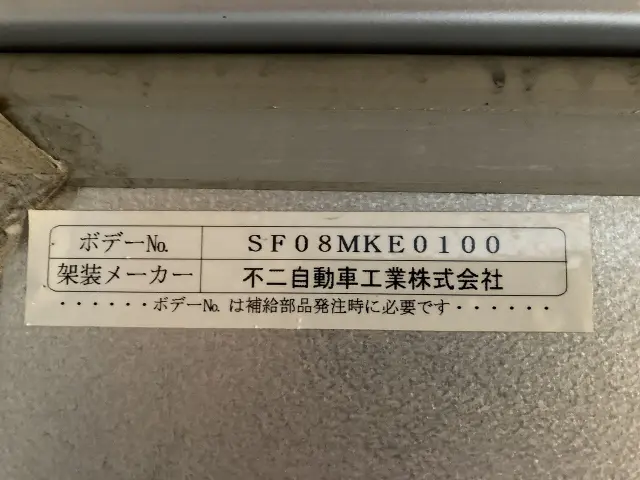 ボデー№ ＳＦ０８ＭＫＥ０１００
架装メーカー 不二自動車工業株式会社
・・・・・・ボデー№は補給部品発注時に必要です・・・・・・